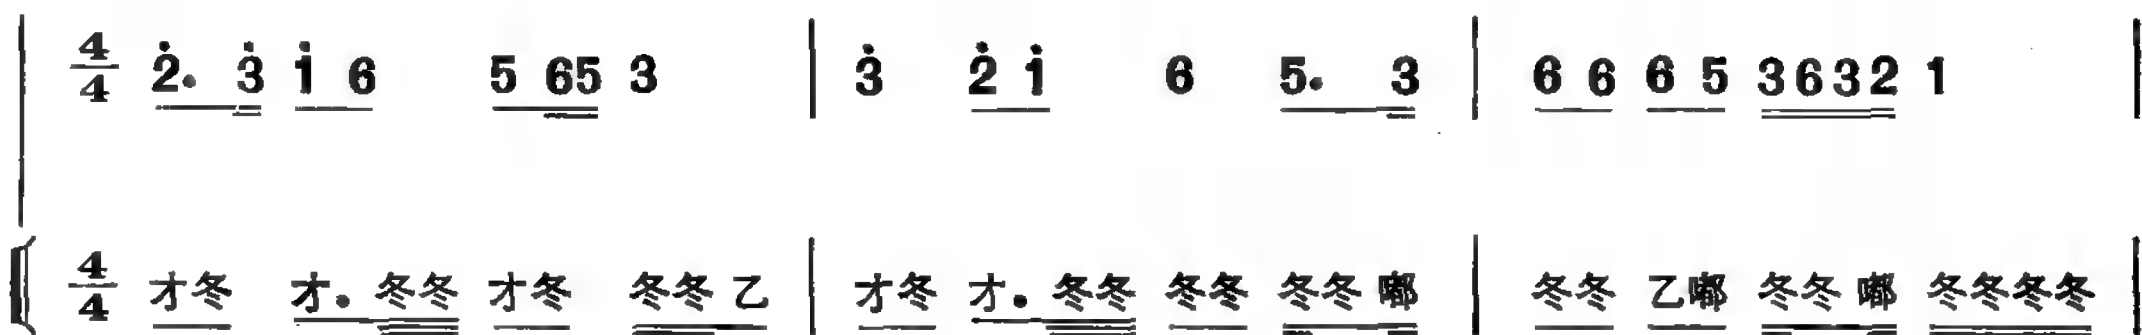 4/4 2̇. 3̇ 1̇ 6 5 65 3 | 3̇ 2̇ 1̇ 6 5. 3 | 6 6 6 5 3632 1 |
4/4 才冬 才. 冬冬 才冬 冬冬乙 | 才冬 才. 冬冬 冬冬 冬冬嘟 | 冬冬 乙嘟 冬冬嘟 冬冬冬冬 |